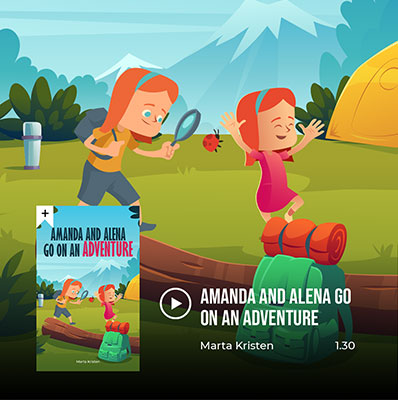 +
AMANDA AND ALENA
GO ON AN ADVENTURE
Marta Kristen
AMANDA AND ALENA GO
ON AN ADVENTURE
Marta Kristen 1.30